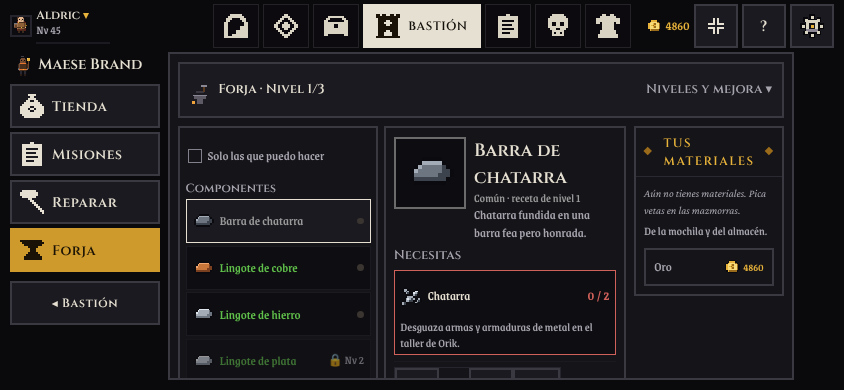 Aldric ▾
Nv 45
Bastión
4860
?
Maese Brand
Tienda
Misiones
Reparar
Forja
◂ Bastión
Forja · Nivel 1/3
Niveles y mejora ▾
Solo las que puedo hacer
Componentes
Barra de chatarra
Lingote de cobre
Lingote de hierro
Lingote de plata
Nv 2
Barra de
chatarra
Común · receta de nivel 1
Chatarra fundida en una
barra fea pero honrada.
Necesitas
Chatarra
0 / 2
Desguaza armas y armaduras de metal en el
taller de Orik.
Tus
materiales
Aún no tienes materiales. Pica
vetas en las mazmorras.
De la mochila y del almacén.
Oro
4860